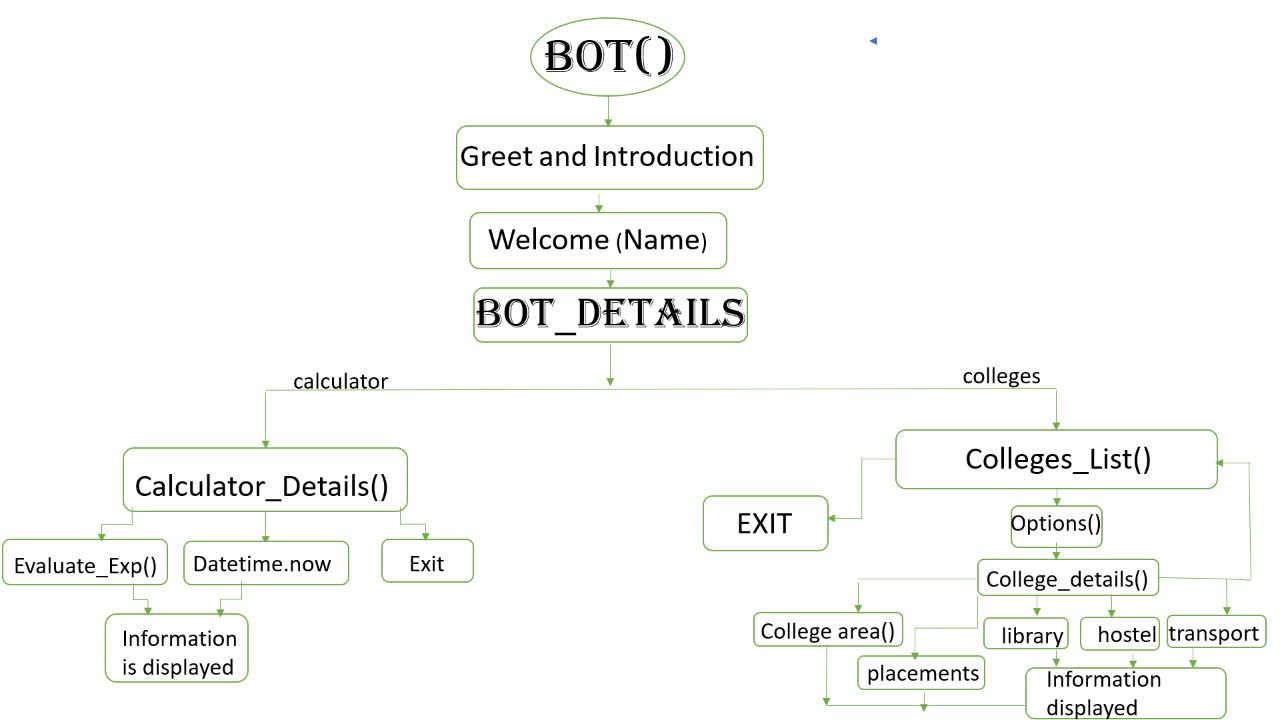 BOT()
Greet and Introduction
Welcome (Name)
BOT_DETAILS
calculator
colleges
Calculator_Details()
Colleges_List()
EXIT
Options()
Evaluate_Exp()
Datetime.now
Exit
College_details()
Information
is displayed
College area()
library
hostel
transport
placements
Information
displayed